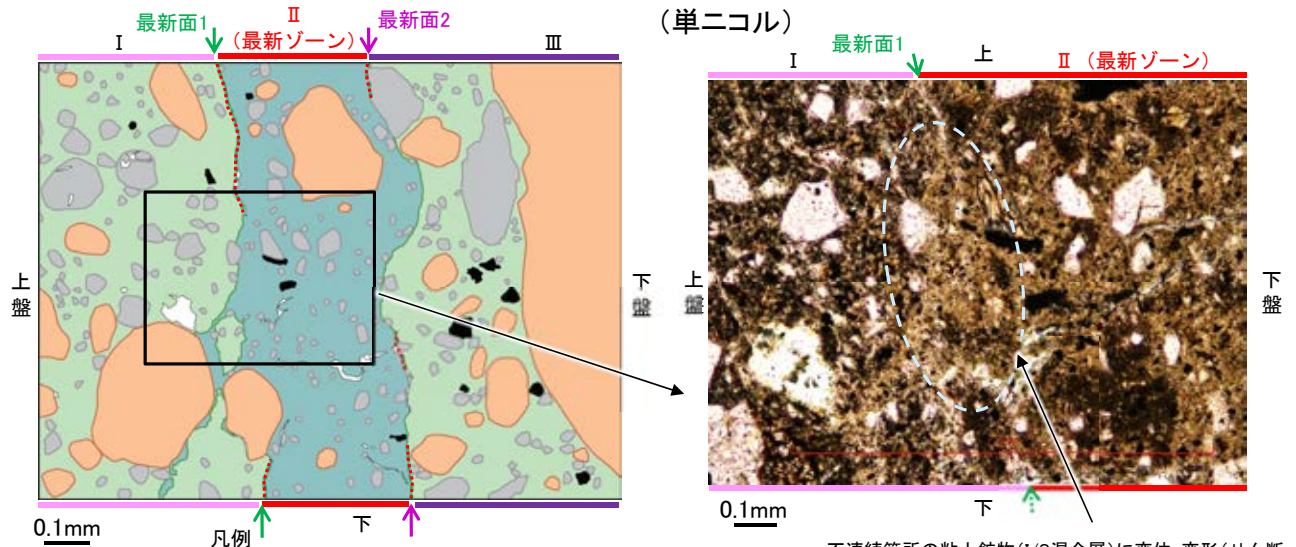 (単ニコル)
最新面1
Ⅱ
(最新ゾーン)
最新面2
Ⅰ
Ⅲ
上盤
下盤
0.1mm
凡例
下
最新面1
Ⅰ
上
Ⅱ (最新ゾーン)
上盤
下盤
0.1mm
下